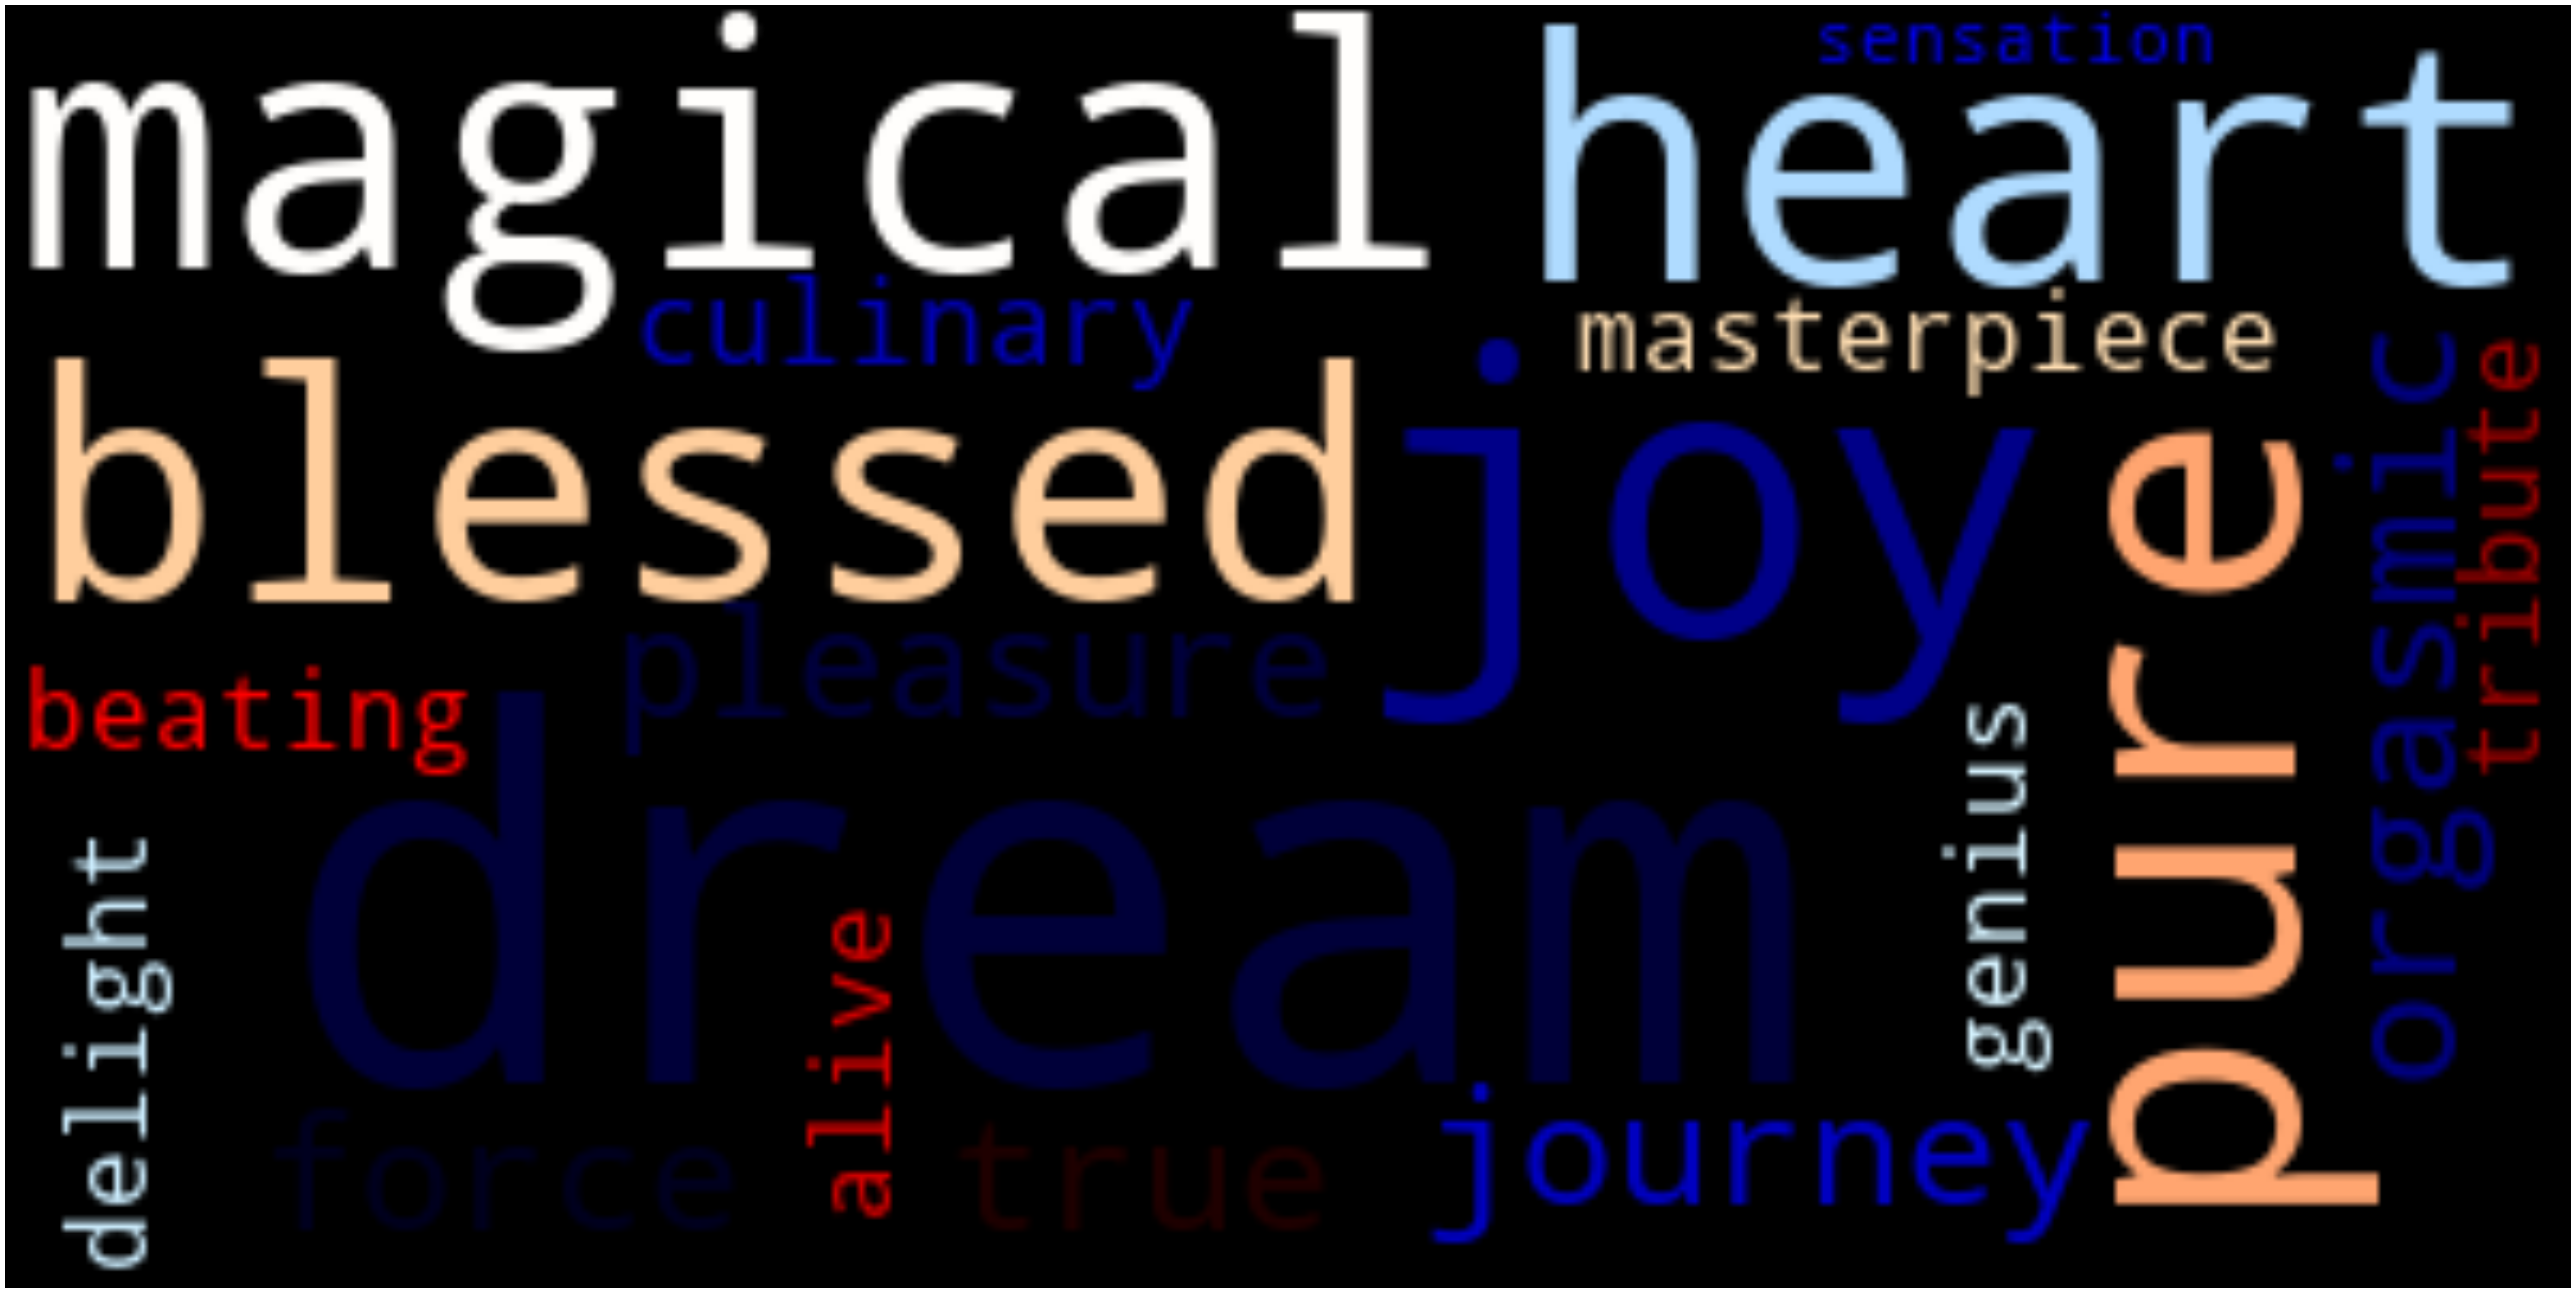 magical
heart
sensation
culinary
masterpiece
blessed
joy
pure
orgasmic
tribute
pleasure
beating
dream
genius
delight
alive
force
true
journey